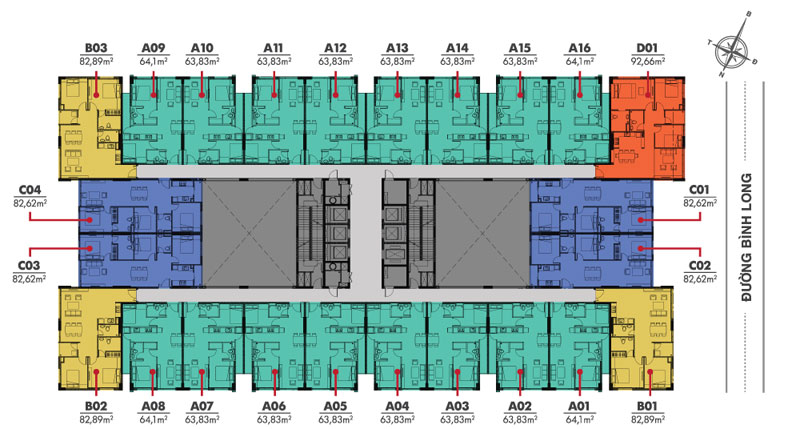 B03 A09 A10 A11 A12 A13 A14 A15 A16 D01
82,89m² 64,1m² 63,83m² 63,83m² 63,83m² 63,83m² 63,83m² 63,83m² 64,1m² 92,66m²
B
T
Đ
N
C04
82,62m²
C01
82,62m²
C03
82,62m²
C02
82,62m²
ĐƯỜNG BÌNH LONG
B02 A08 A07 A06 A05 A04 A03 A02 A01 B01
82,89m² 64,1m² 63,83m² 63,83m² 63,83m² 63,83m² 63,83m² 63,83m² 64,1m² 82,89m²